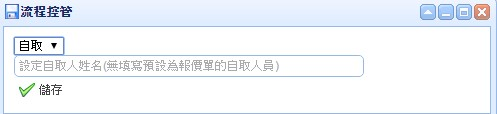 流程控管
自取
設定自取人姓名(無填寫預設為報價單的自取人員)
儲存